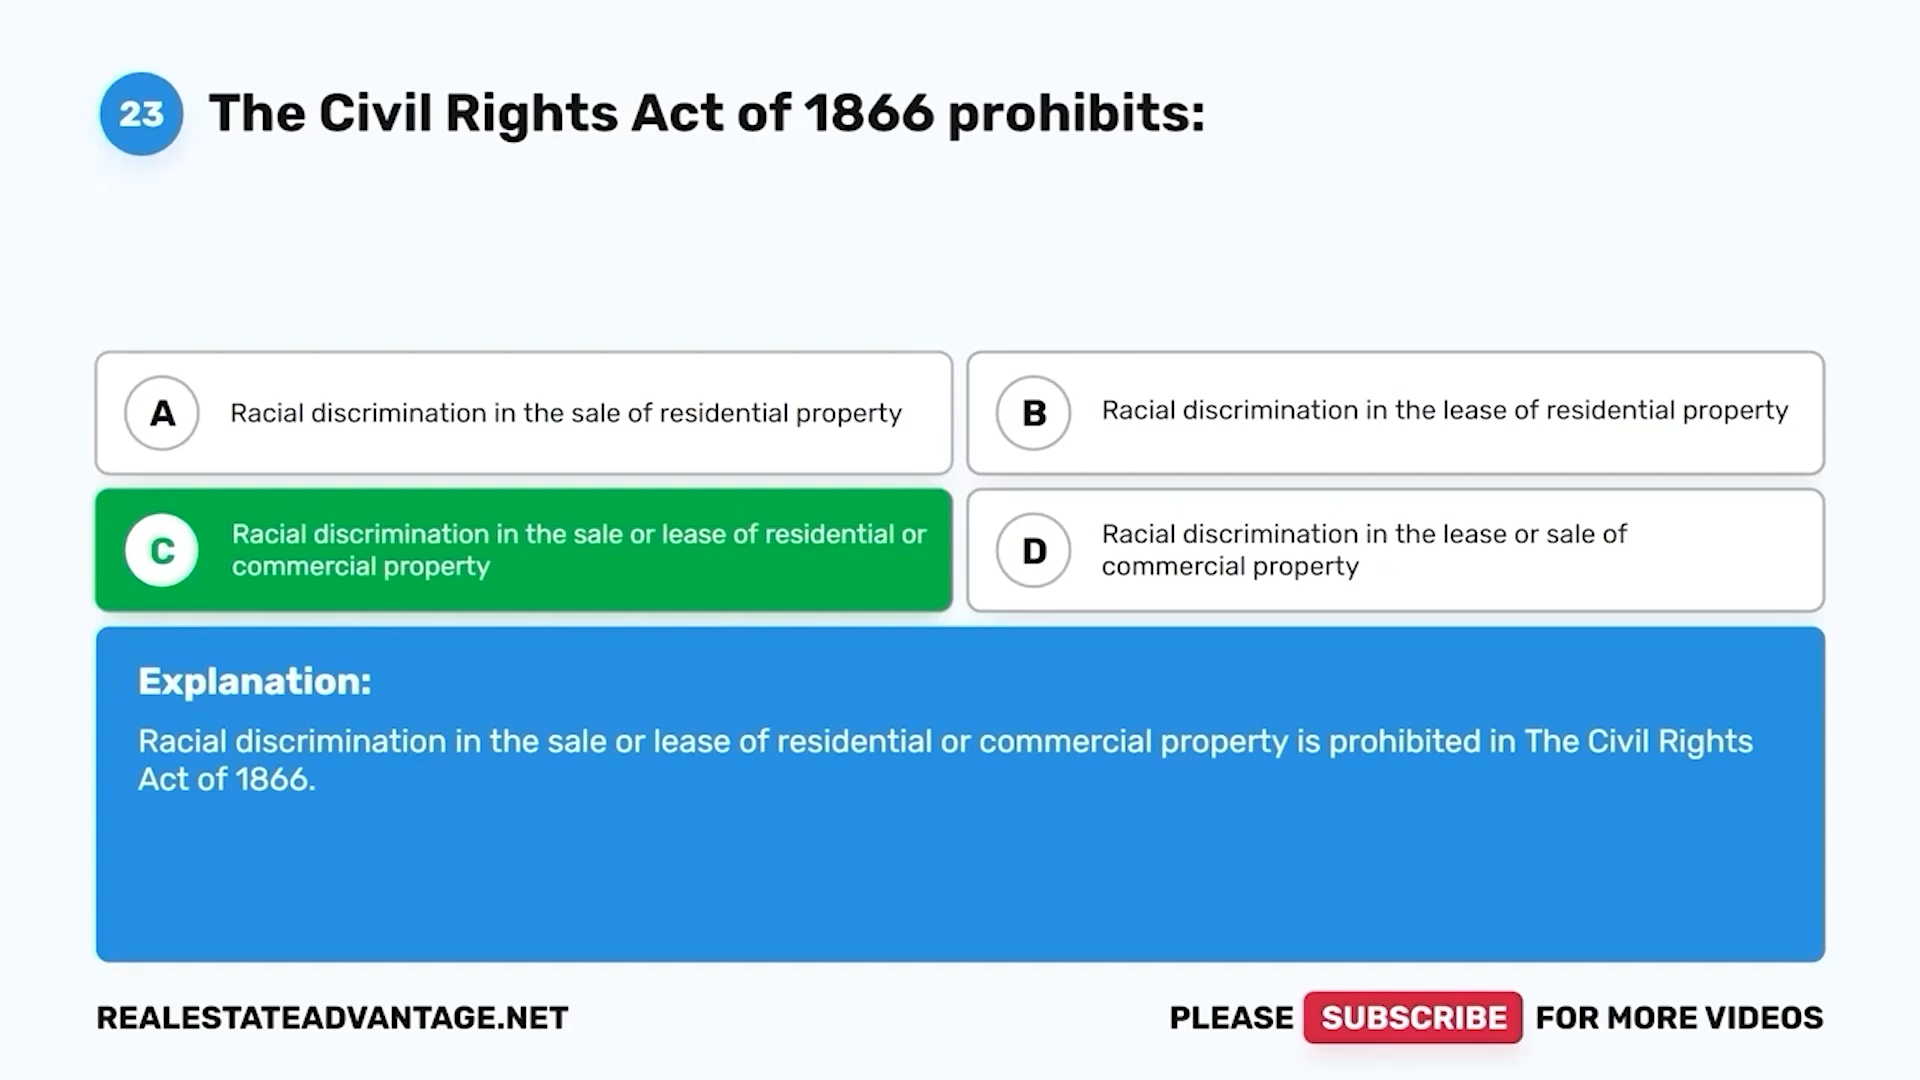 23 The Civil Rights Act of 1866 prohibits:
A Racial discrimination in the sale of residential property
B Racial discrimination in the lease of residential property
C Racial discrimination in the sale or lease of residential or
commercial property
D Racial discrimination in the lease or sale of
commercial property
Explanation:
Racial discrimination in the sale or lease of residential or commercial property is prohibited in The Civil Rights
Act of 1866.
REALESTATEADVANTAGE.NET
PLEASE SUBSCRIBE FOR MORE VIDEOS